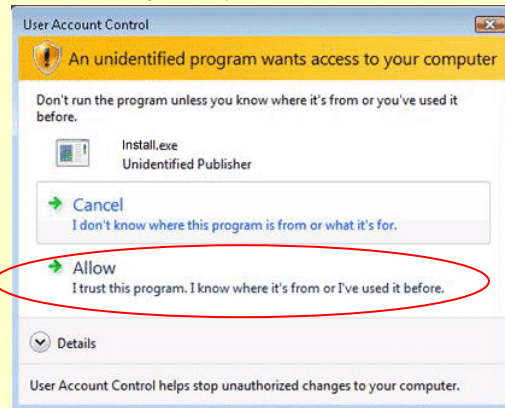 User Account Control
An unidentified program wants access to your computer
Don't run the program unless you know where it's from or you've used it
before.
Install.exe
Unidentified Publisher
Cancel
I don't know where this program is from or what it's for.
Allow
I trust this program. I know where it's from or I've used it before.
Details
User Account Control helps stop unauthorized changes to your computer.